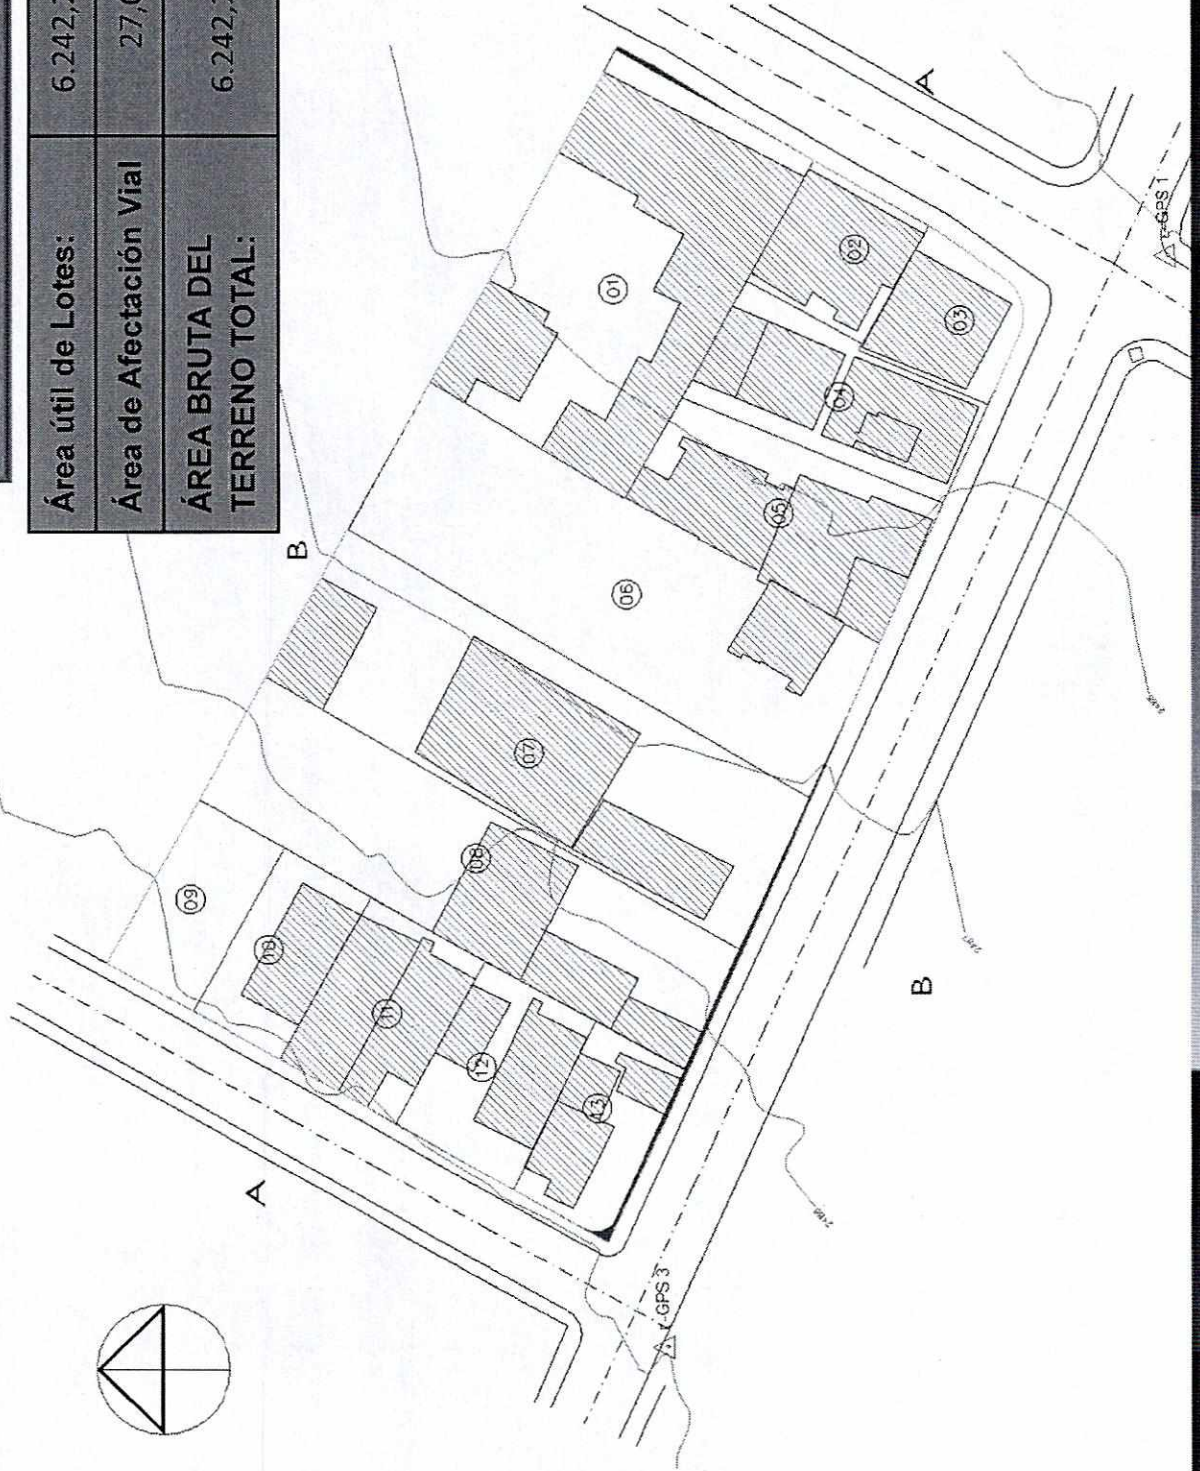 Área útil de Lotes: 6.242,
Área de Afectación Vial 27,
ÁREA BRUTA DEL
TERRENO TOTAL: 6.242,
A
GPS 1
B
01
02
03
04
05
06
07
08
09
10
11
12
13
A
GPS 3
B